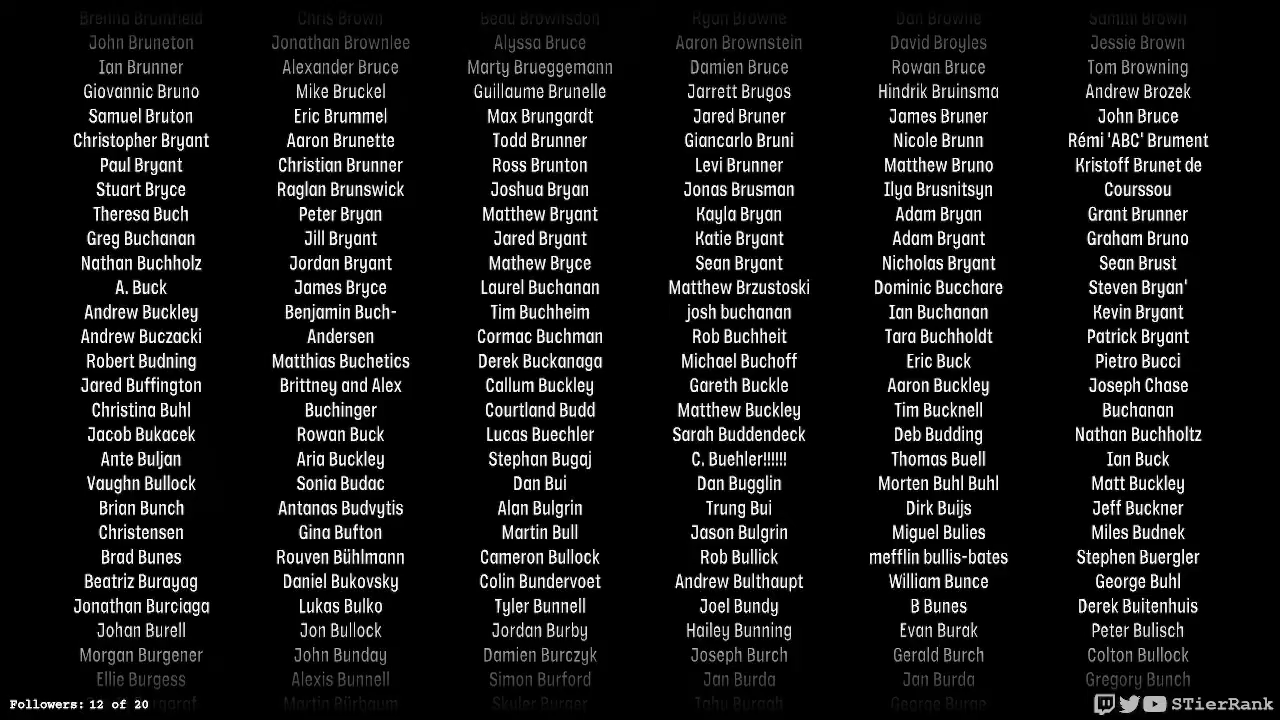 Brenna Brumfield Chris Brown Beau Brownsdon Ryan Browne Dan Browne Sammi Brown
John Bruneton Jonathan Brownlee Alyssa Bruce Aaron Brownstein David Broyles Jessie Brown
Ian Brunner Alexander Bruce Marty Brueggemann Damien Bruce Rowan Bruce Tom Browning
Giovannic Bruno Mike Bruckel Guillaume Brunelle Jarrett Brugos Hindrik Bruinsma Andrew Brozek
Samuel Bruton Eric Brummel Max Brungardt Jared Bruner James Bruner John Bruce
Christopher Bryant Aaron Brunette Todd Brunner Giancarlo Bruni Nicole Brunn Rémi 'ABC' Brument
Paul Bryant Christian Brunner Ross Brunton Levi Brunner Matthew Bruno Kristoff Brunet de
Stuart Bryce Raglan Brunswick Joshua Bryan Jonas Brusman Ilya Brusnitsyn Courssou
Theresa Buch Peter Bryan Matthew Bryant Kayla Bryan Adam Bryan Grant Brunner
Greg Buchanan Jill Bryant Jared Bryant Katie Bryant Adam Bryant Graham Bruno
Nathan Buchholz Jordan Bryant Mathew Bryce Sean Bryant Nicholas Bryant Sean Brust
A. Buck James Bryce Laurel Buchanan Matthew Brzustoski Dominic Bucchare Steven Bryan'
Andrew Buckley Benjamin Buch- Tim Buchheim josh buchanan Ian Buchanan Kevin Bryant
Andrew Buczacki Andersen Cormac Buchman Rob Buchheit Tara Buchholdt Patrick Bryant
Robert Budning Matthias Buchetics Derek Buckanaga Michael Buchoff Eric Buck Pietro Bucci
Jared Buffington Brittney and Alex Callum Buckley Gareth Buckle Aaron Buckley Joseph Chase
Christina Buhl Buchinger Courtland Budd Matthew Buckley Tim Bucknell Buchanan
Jacob Bukacek Rowan Buck Lucas Buechler Sarah Buddendeck Deb Budding Nathan Buchholtz
Ante Buljan Aria Buckley Stephan Bugaj C. Buehler!!!!!! Thomas Buell Ian Buck
Vaughn Bullock Sonia Budac Dan Bui Dan Bugglin Morten Buhl Buhl Matt Buckley
Brian Bunch Antanas Budvytis Alan Bulgrin Trung Bui Dirk Buijs Jeff Buckner
Christensen Gina Bufton Martin Bull Jason Bulgrin Miguel Bulies Miles Budnek
Brad Bunes Rouven Bühlmann Cameron Bullock Rob Bullick mefflin bullis-bates Stephen Buergler
Beatriz Burayag Daniel Bukovsky Colin Bundervoet Andrew Bulthaupt William Bunce George Buhl
Jonathan Burciaga Lukas Bulko Tyler Bunnell Joel Bundy B Bunes Derek Buitenhuis
Johan Burell Jon Bullock Jordan Burby Hailey Bunning Evan Burak Peter Bulisch
Morgan Burgener John Bunday Damien Burczyk Joseph Burch Gerald Burch Colton Bullock
Ellie Burgess Alexis Bunnell Simon Burford Jan Burda Jan Burda Gregory Bunch
Followers: 12 of 20 Martin Bürbaum Skyler Burger STierRank